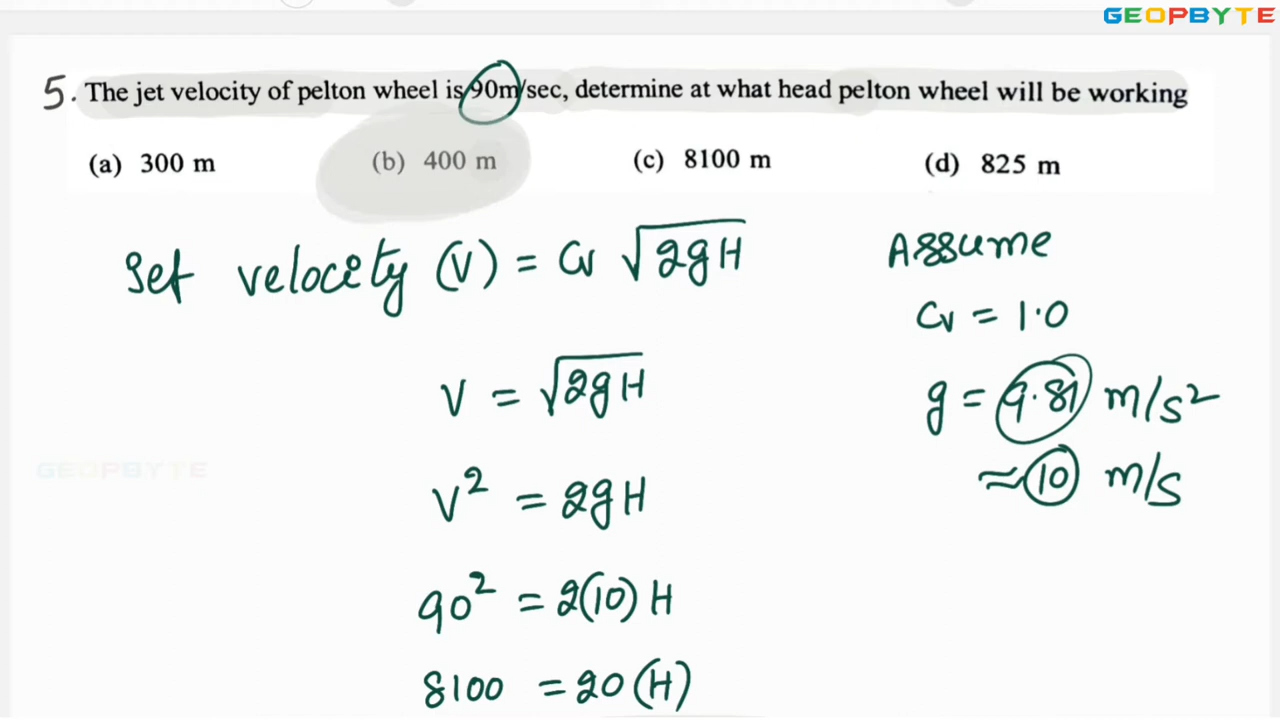 GEOPBYTE
5. The jet velocity of pelton wheel is 90m/sec, determine at what head pelton wheel will be working
(a) 300 m (b) 400 m (c) 8100 m (d) 825 m
Set velocity (V) = Cv √2gH
Assume
Cv = 1.0
V = √2gH
g = 9.81 m/s²
≈ 10 m/s
GEOPBYTE
V² = 2gH
90² = 2(10) H
8100 = 20 (H)